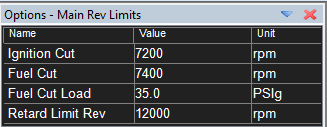 Options - Main Rev Limits
Name Value Unit
Ignition Cut 7200 rpm
Fuel Cut 7400 rpm
Fuel Cut Load 35.0 PSIg
Retard Limit Rev 12000 rpm